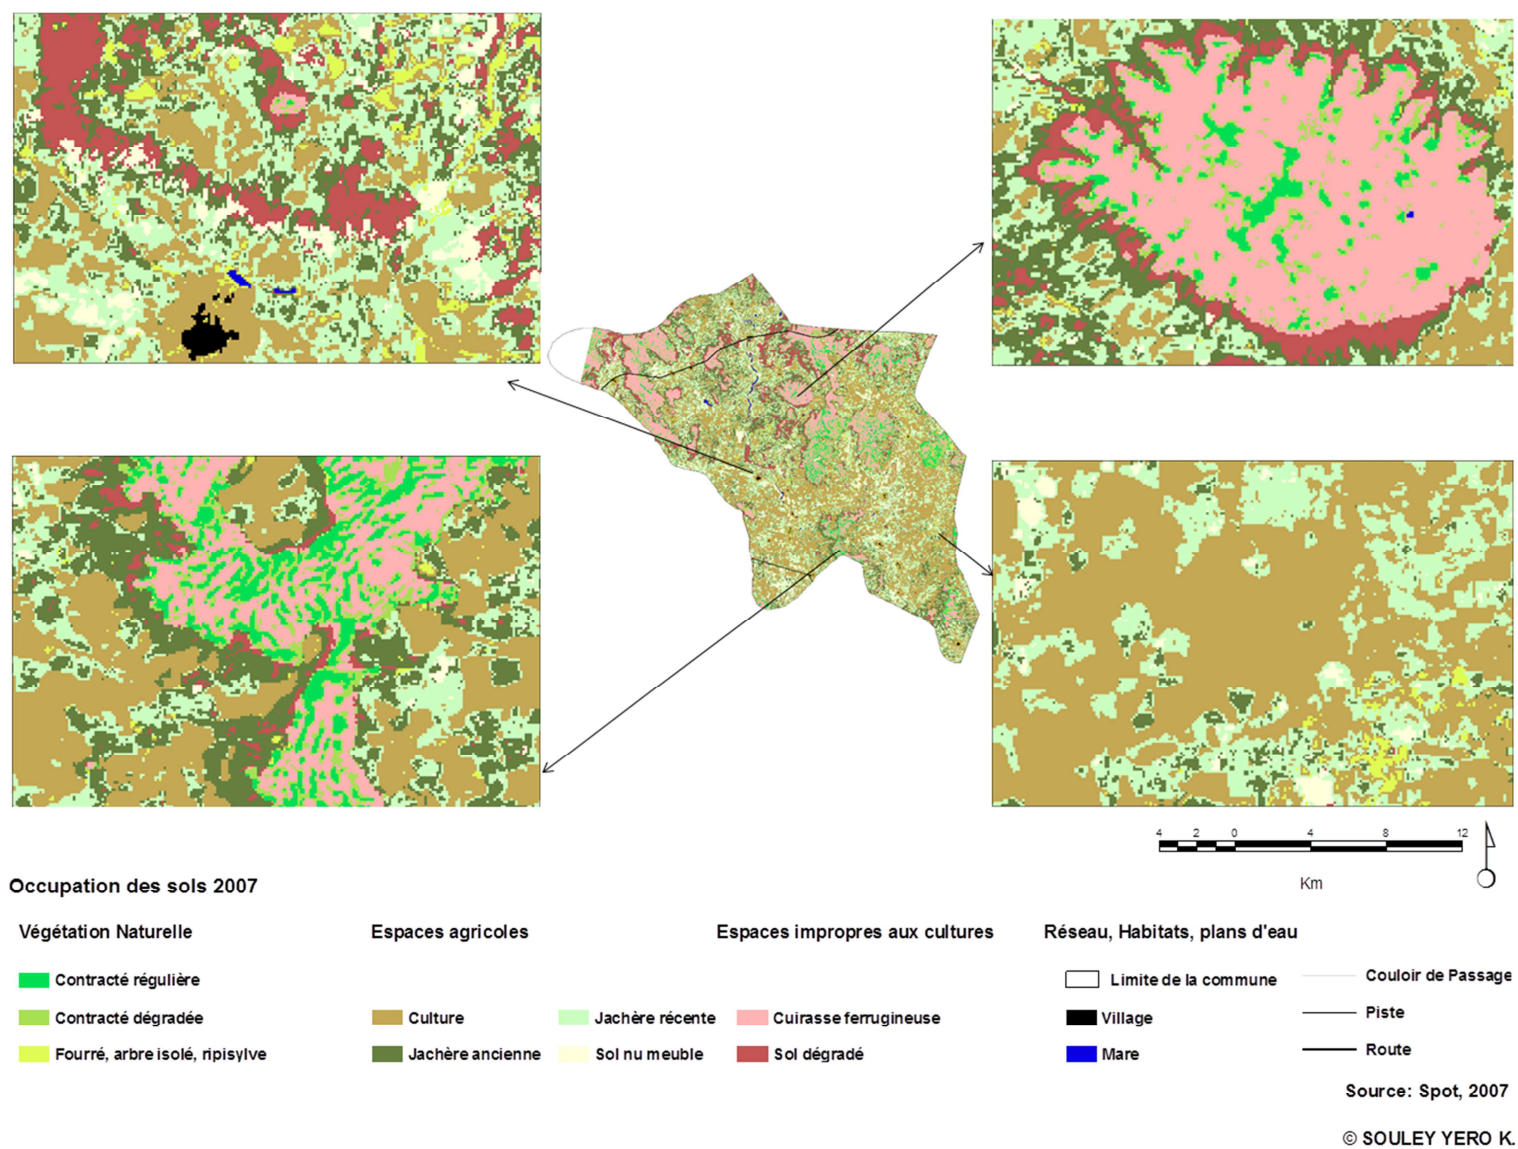 4 2 0 4 8 12
Km
Occupation des sols 2007
Végétation Naturelle
Contracté régulière
Contracté dégradée
Fourré, arbre isolé, ripisylve
Espaces agricoles
Culture
Jachère ancienne
Jachère récente
Sol nu meuble
Espaces impropres aux cultures
Cuirasse ferrugineuse
Sol dégradé
Réseau, Habitats, plans d'eau
Limite de la commune
Village
Mare
Couloir de Passage
Piste
Route
Source: Spot, 2007
© SOULEY YERO K.